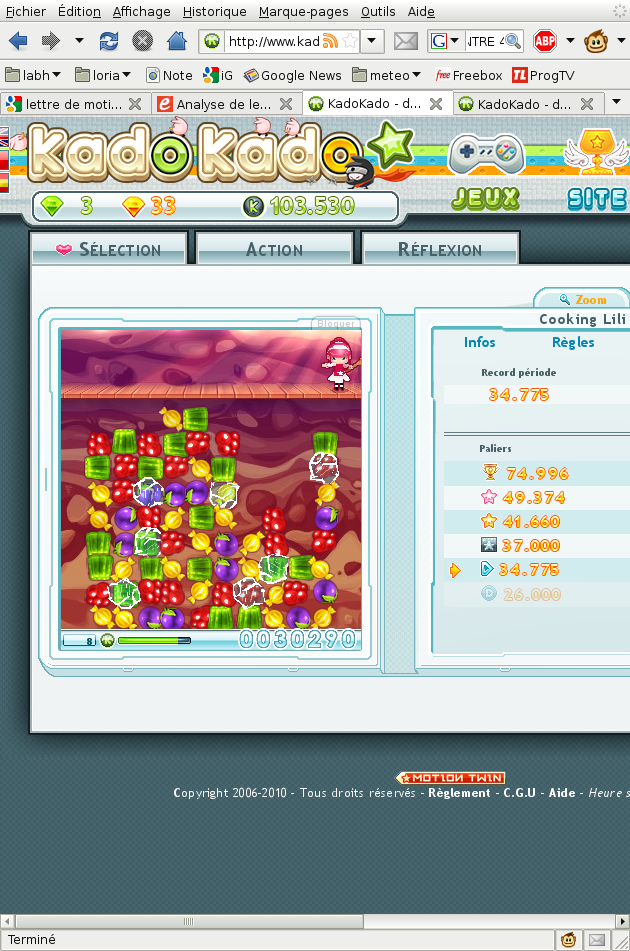 Fichier Édition Affichage Historique Marque-pages Outils Aide
http://www.kad NTRE 4
labh loria Note iG Google News meteo free Freebox TL ProgTV
lettre de moti... Analyse de le... KadoKado - d... KadoKado - d...
KadoKado
3 33 K 103.530 JEUX SITE
SÉLECTION ACTION RÉFLEXION
Zoom
Bloquer Cooking Lili
Infos Règles
Record période
34.775
Paliers
74.996
49.374
41.660
37.000
34.775
26.000
8 0030290
MOTION TWIN
Copyright 2006-2010 - Tous droits réservés - Règlement - C.G.U - Aide - Heure s
Terminé